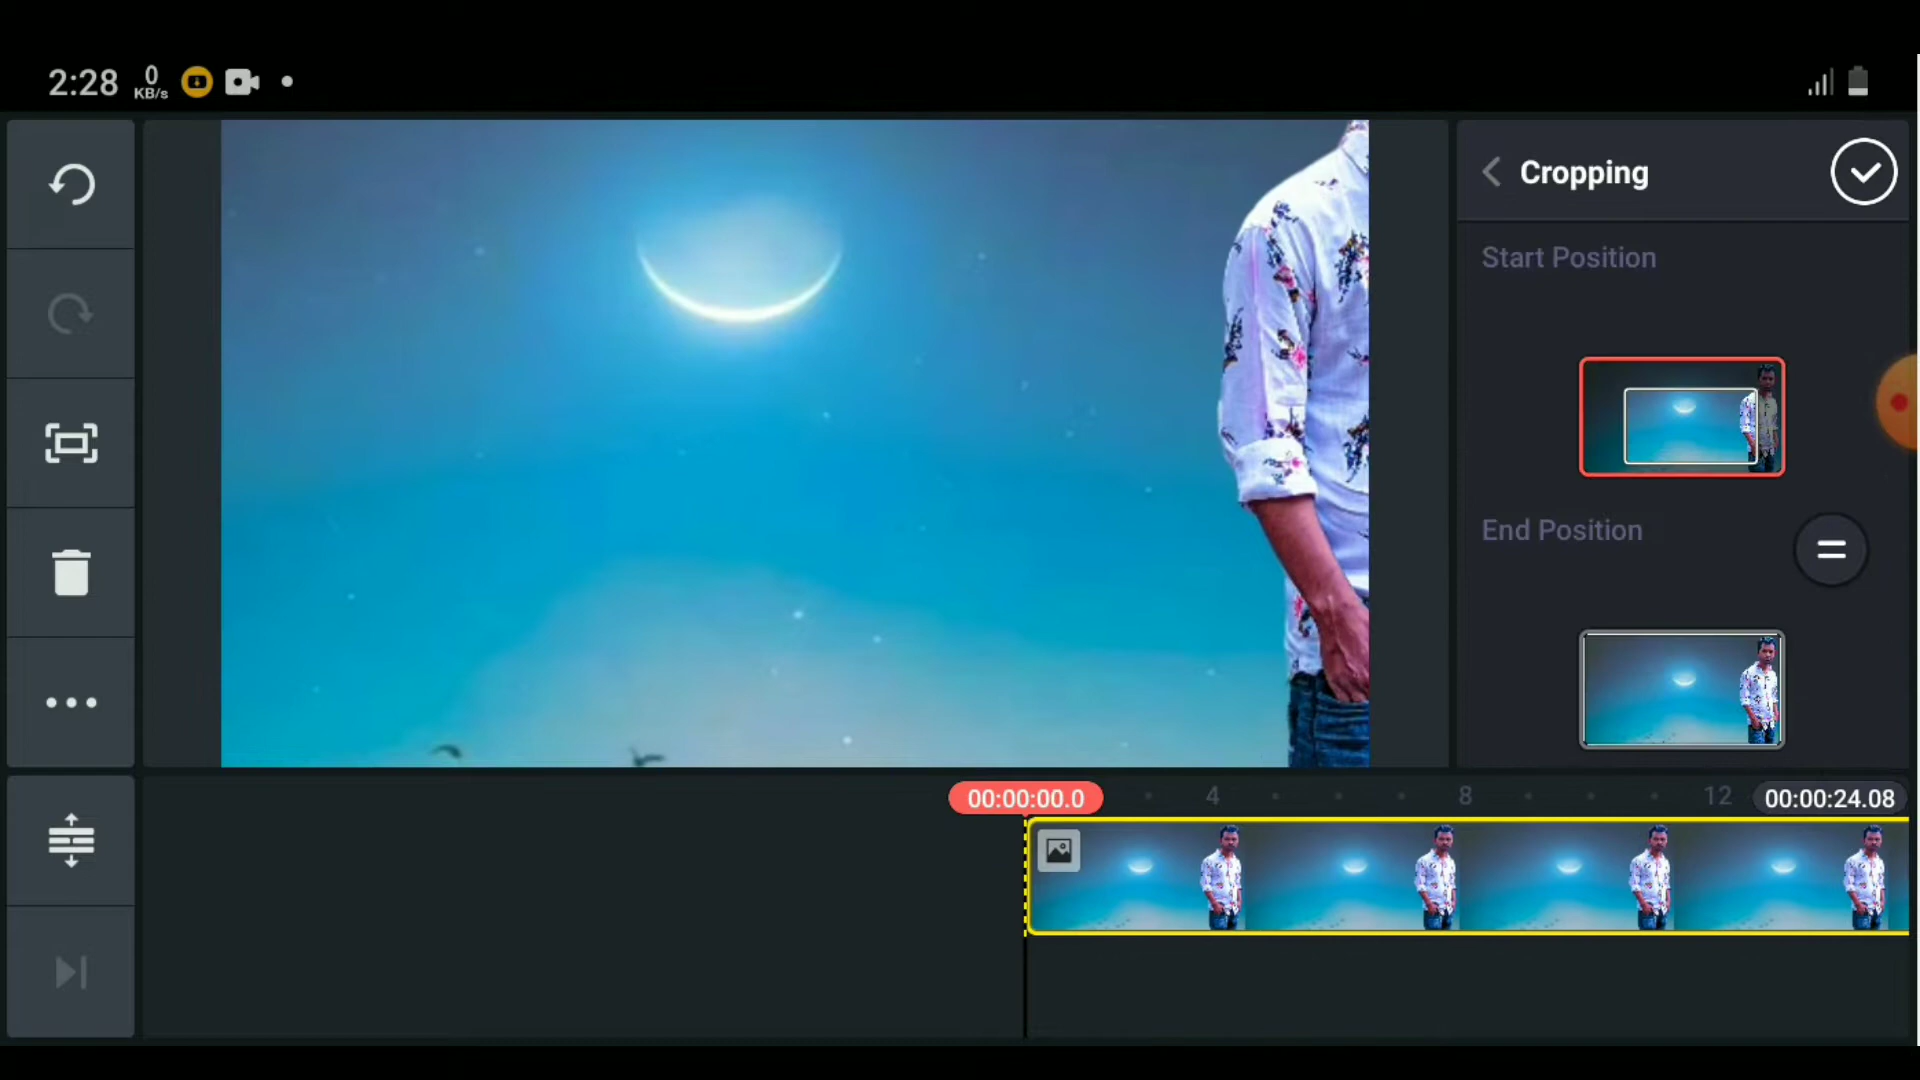 2:28
0
KB/s
Cropping
Start Position
End Position
00:00:00.0
4
8
12
00:00:24.08